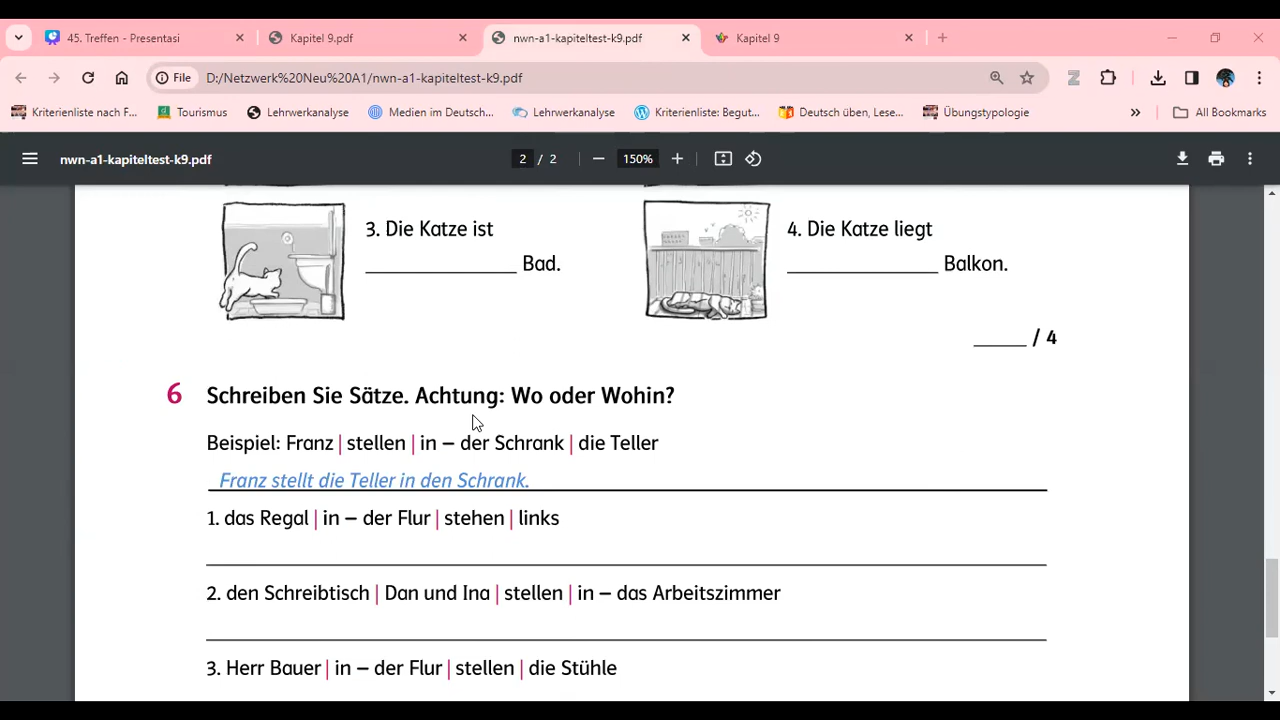 45. Treffen - Presentasi
Kapitel 9.pdf
nwn-a1-kapiteltest-k9.pdf
Kapitel 9
File
D:/Netzwerk%20Neu%20A1/nwn-a1-kapiteltest-k9.pdf
Kriterienliste nach F...
Tourismus
Lehrwerkanalyse
Medien im Deutsch...
Lehrwerkanalyse
Kriterienliste: Begut...
Deutsch üben, Lese...
Übungstypologie
All Bookmarks
nwn-a1-kapiteltest-k9.pdf
2 / 2
150%
3. Die Katze ist
______________ Bad.
4. Die Katze liegt
______________ Balkon.
_____ / 4
6 Schreiben Sie Sätze. Achtung: Wo oder Wohin?
Beispiel: Franz | stellen | in – der Schrank | die Teller
Franz stellt die Teller in den Schrank.
1. das Regal | in – der Flur | stehen | links
2. den Schreibtisch | Dan und Ina | stellen | in – das Arbeitszimmer
3. Herr Bauer | in – der Flur | stellen | die Stühle